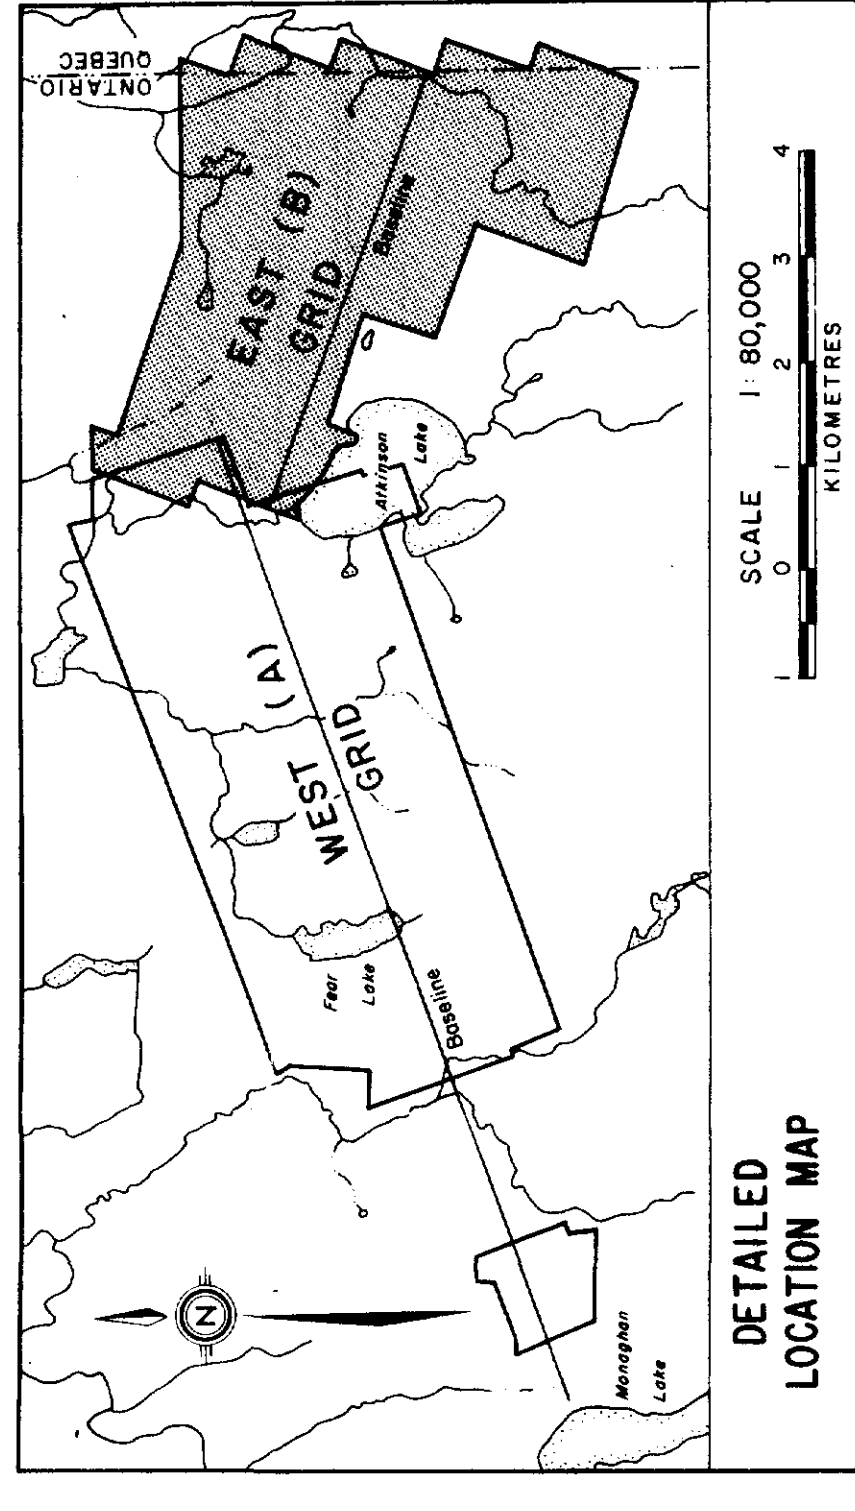 ONTARIO
QUEBEC
EAST (B)
GRID
Baseline
Atkinson
Lake
WEST (A)
GRID
Fear
Lake
Baseline
N
Monaghan
Lake
DETAILED
LOCATION MAP
SCALE 1:80,000
1 0 1 2 3 4
KILOMETRES